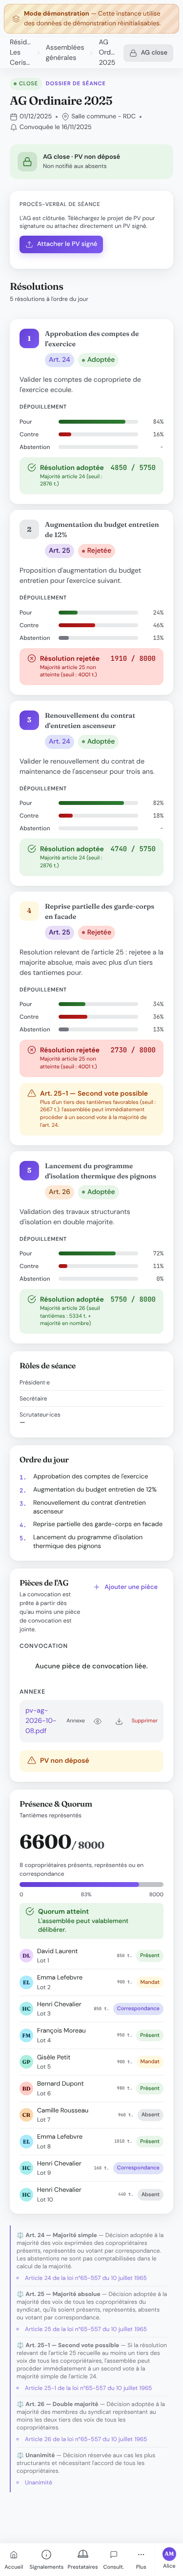 Mode démonstration — Cette instance utilise
des données de démonstration réinitialisables.
Résid…
Les
Ceris…
Assemblées
générales
AG
Ord…
2025
AG close
CLOSE
DOSSIER DE SÉANCE
AG Ordinaire 2025
01/12/2025 • Salle commune - RDC •
Convoquée le 16/11/2025
AG close · PV non déposé
Non notifié aux absents
PROCÈS-VERBAL DE SÉANCE
L'AG est clôturée. Téléchargez le projet de PV pour
signature ou attachez directement un PV signé.
Attacher le PV signé
Résolutions
5 résolutions à l'ordre du jour
1
Approbation des comptes de
l'exercice
Art. 24
Adoptée
Valider les comptes de copropriete de
l'exercice ecoule.
DÉPOUILLEMENT
Pour 84%
Contre 16%
Abstention -
Résolution adoptée 4850 / 5750
Majorité article 24 (seuil :
2876 t.)
2
Augmentation du budget entretien
de 12%
Art. 25
Rejetée
Proposition d'augmentation du budget
entretien pour l'exercice suivant.
DÉPOUILLEMENT
Pour 24%
Contre 46%
Abstention 13%
Résolution rejetée 1910 / 8000
Majorité article 25 non
atteinte (seuil : 4001 t.)
3
Renouvellement du contrat
d'entretien ascenseur
Art. 24
Adoptée
Renouvellement du contrat de
maintenance de l'ascenseur pour trois ans.
DÉPOUILLEMENT
Pour 82%
Contre 18%
Abstention -
Résolution adoptée 4740 / 5750
Majorité article 24 (seuil :
2876 t.)
4
Reprise partielle des garde-corps
en facade
Art. 25
Rejetée
Resolution relevant de l'article 25 : rejetee a la
majorite absolue, mais avec plus d'un tiers
des tantiemes pour.
DÉPOUILLEMENT
Pour 34%
Contre 36%
Abstention 13%
Résolution rejetée 2730 / 8000
Majorité article 25 non
atteinte (seuil : 4001 t.)
Art. 25-1 — Second vote possible
Plus d'un tiers des tantièmes favorables (seuil :
2667 t.) : l'assemblée peut immédiatement
procéder à un second vote à la majorité de
l'art. 24.
5
Lancement du programme
d'isolation thermique des pignons
Art. 26
Adoptée
Validation des travaux structurants
d'isolation en double majorite.
DÉPOUILLEMENT
Pour 72%
Contre 11%
Abstention 0%
Résolution adoptée 5750 / 8000
Majorité article 26 (seuil
tantièmes : 5334 t. +
majorité en nombre)
Rôles de séance
Président·e
Secrétaire
Scrutateur·ices
—
Ordre du jour
1. Approbation des comptes de l'exercice
2. Augmentation du budget entretien de 12%
3. Renouvellement du contrat d'entretien
ascenseur
4. Reprise partielle des garde-corps en facade
5. Lancement du programme d'isolation
thermique des pignons
Pièces de l'AG
Ajouter une pièce
La convocation est
prête à partir dès
qu'au moins une pièce
de convocation est
jointe.
CONVOCATION
Aucune pièce de convocation liée.
ANNEXE
pv-ag-
2026-10-
08.pdf
Annexe
Supprimer
PV non déposé
Présence & Quorum
Tantièmes représentés
6600 / 8000
8 copropriétaires présents, représentés ou en
correspondance
0 83% 8000
Quorum atteint
L'assemblée peut valablement
délibérer.
DL David Laurent 850 t. Présent
Lot 1
EL Emma Lefebvre 900 t. Mandat
Lot 2
HC Henri Chevalier 850 t. Correspondance
Lot 3
FM François Moreau 950 t. Présent
Lot 4
GP Gisèle Petit 900 t. Mandat
Lot 5
BD Bernard Dupont 980 t. Présent
Lot 6
CR Camille Rousseau 960 t. Absent
Lot 7
EL Emma Lefebvre 1010 t. Présent
Lot 8
HC Henri Chevalier 160 t. Correspondance
Lot 9
HC Henri Chevalier 440 t. Absent
Lot 10
Art. 24 — Majorité simple — Décision adoptée à la
majorité des voix exprimées des copropriétaires
présents, représentés ou votant par correspondance.
Les abstentions ne sont pas comptabilisées dans le
calcul de la majorité.
Article 24 de la loi n°65-557 du 10 juillet 1965
Art. 25 — Majorité absolue — Décision adoptée à la
majorité des voix de tous les copropriétaires du
syndicat, qu'ils soient présents, représentés, absents
ou votant par correspondance.
Article 25 de la loi n°65-557 du 10 juillet 1965
Art. 25-1 — Second vote possible — Si la résolution
relevant de l'article 25 recueille au moins un tiers des
voix de tous les copropriétaires, l'assemblée peut
procéder immédiatement à un second vote à la
majorité simple de l'article 24.
Article 25-1 de la loi n°65-557 du 10 juillet 1965
Art. 26 — Double majorité — Décision adoptée à la
majorité des membres du syndicat représentant au
moins les deux tiers des voix de tous les
copropriétaires.
Article 26 de la loi n°65-557 du 10 juillet 1965
Unanimité — Décision réservée aux cas les plus
structurants et nécessitant l'accord de tous les
copropriétaires.
Unanimité
Accueil
Signalements
Prestataires
Consult.
Plus
AM
Alice